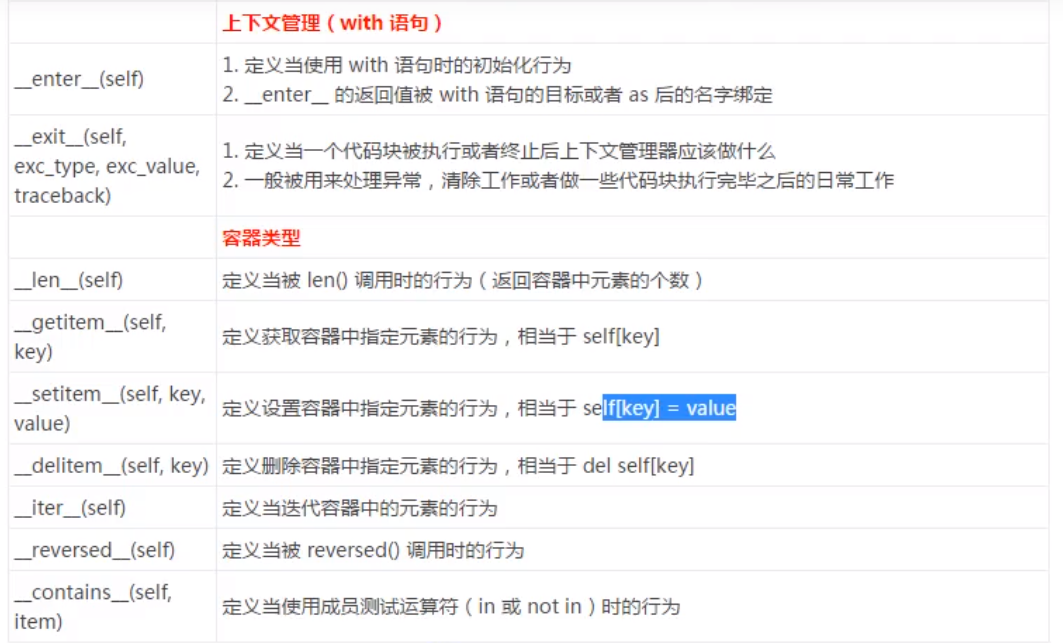 上下文管理（with 语句）
__enter__(self)
1. 定义当使用 with 语句时的初始化行为
2. __enter__ 的返回值被 with 语句的目标或者 as 后的名字绑定
__exit__(self,
exc_type, exc_value,
traceback)
1. 定义当一个代码块被执行或者终止后上下文管理器应该做什么
2. 一般被用来处理异常，清除工作或者做一些代码块执行完毕之后的日常工作
容器类型
__len__(self)
定义当被 len() 调用时的行为（返回容器中元素的个数）
__getitem__(self,
key)
定义获取容器中指定元素的行为，相当于 self[key]
__setitem__(self, key,
value)
定义设置容器中指定元素的行为，相当于 self[key] = value
__delitem__(self, key)
定义删除容器中指定元素的行为，相当于 del self[key]
__iter__(self)
定义当迭代容器中的元素的行为
__reversed__(self)
定义当被 reversed() 调用时的行为
__contains__(self,
item)
定义当使用成员测试运算符（in 或 not in）时的行为